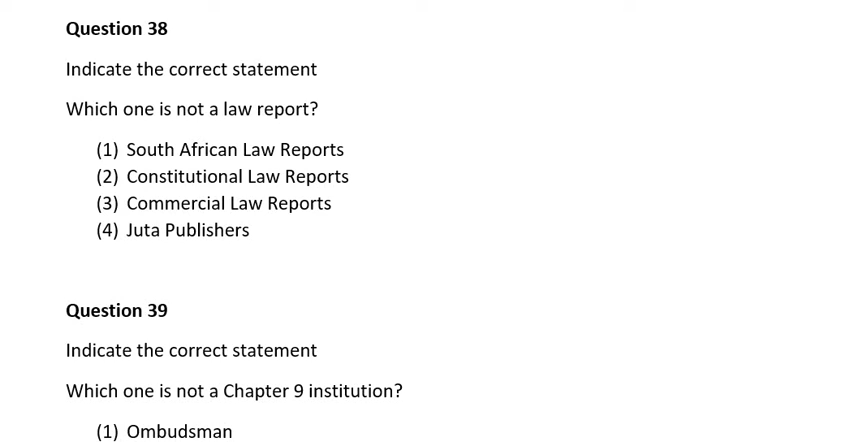 Question 38
Indicate the correct statement
Which one is not a law report?
(1) South African Law Reports
(2) Constitutional Law Reports
(3) Commercial Law Reports
(4) Juta Publishers
Question 39
Indicate the correct statement
Which one is not a Chapter 9 institution?
(1) Ombudsman